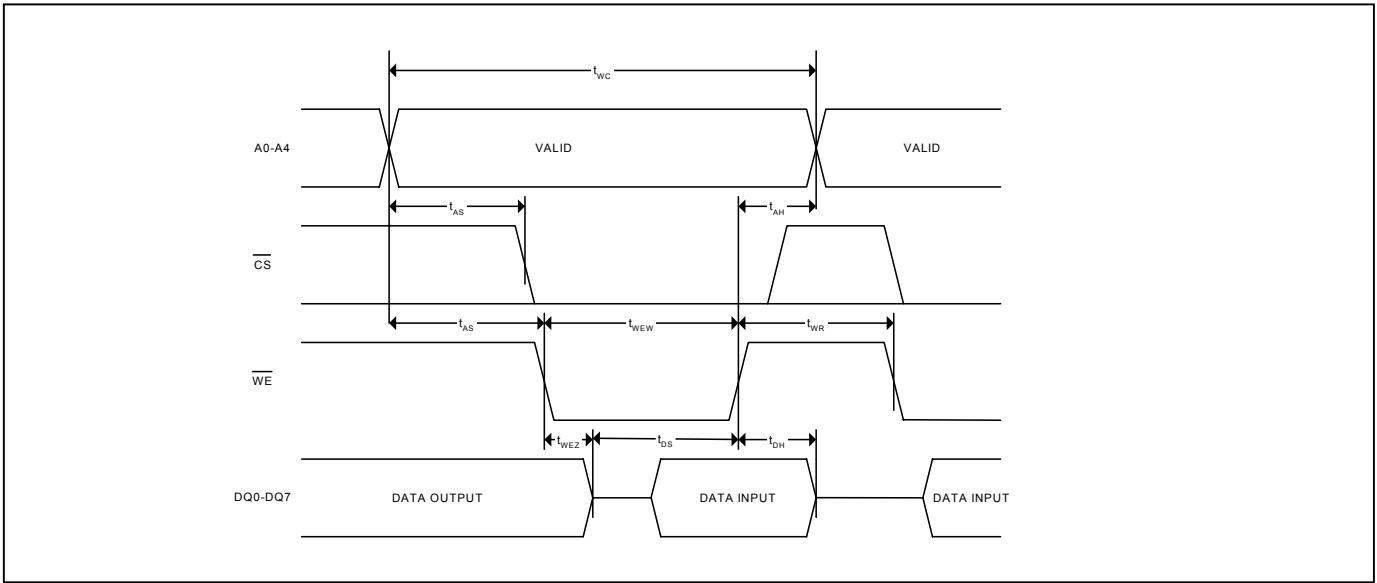 tWC
A0-A4 VALID VALID
tAS tAH
CS
tAS tWEW tWR
WE
tWEZ tDS tDH
DQ0-DQ7 DATA OUTPUT DATA INPUT DATA INPUT